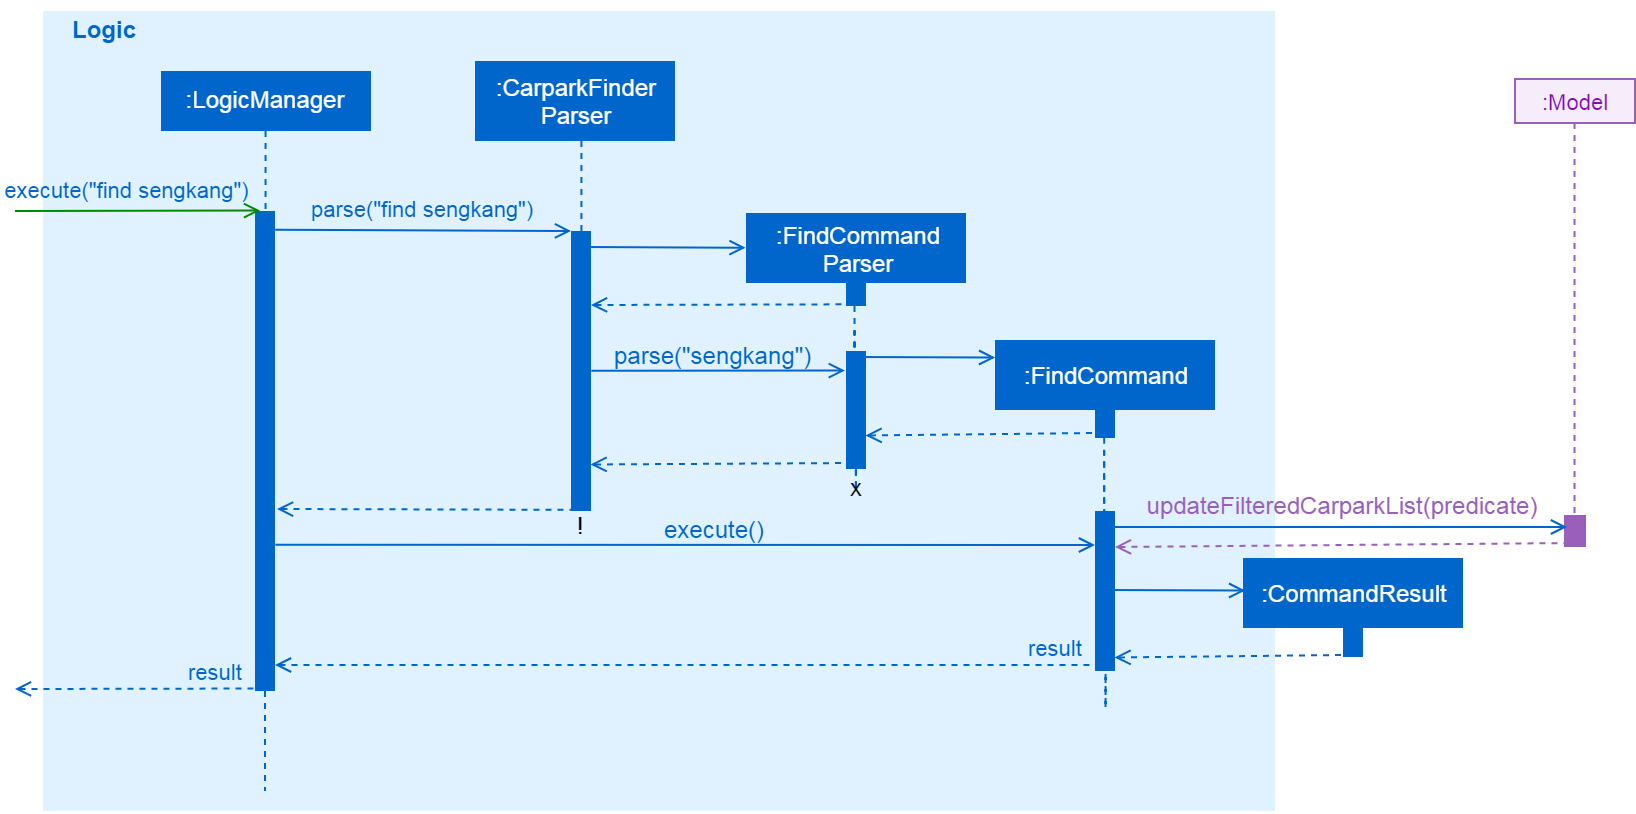 Logic
:LogicManager
:CarparkFinder
Parser
:Model
execute("find sengkang")
parse("find sengkang")
:FindCommand
Parser
parse("sengkang")
:FindCommand
X
updateFilteredCarparkList(predicate)
!
execute()
:CommandResult
result
result